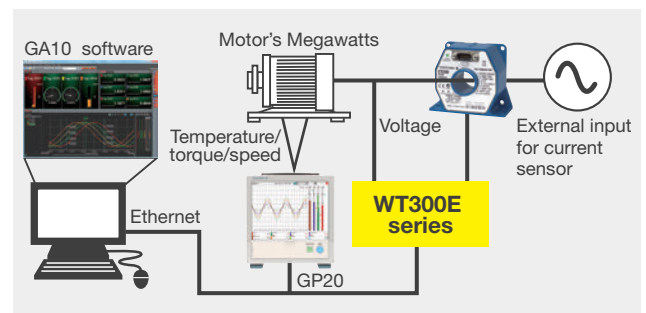 GA10 software
Motor's Megawatts
Temperature/
torque/speed
Voltage
External input
for current
sensor
WT300E
series
Ethernet
GP20